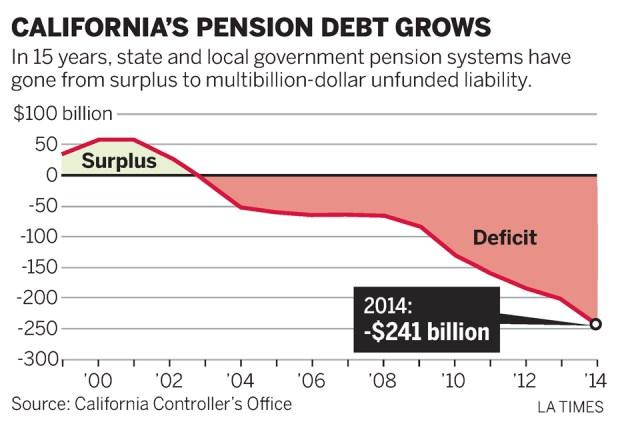 CALIFORNIA'S PENSION DEBT GROWS
In 15 years, state and local government pension systems have
gone from surplus to multibillion-dollar unfunded liability.
$100 billion
50
Surplus
0
-50
-100
Deficit
-150
-200
2014:
-$241 billion
-250
-300
'00 '02 '04 '06 '08 '10 '12 '14
Source: California Controller's Office
LA TIMES